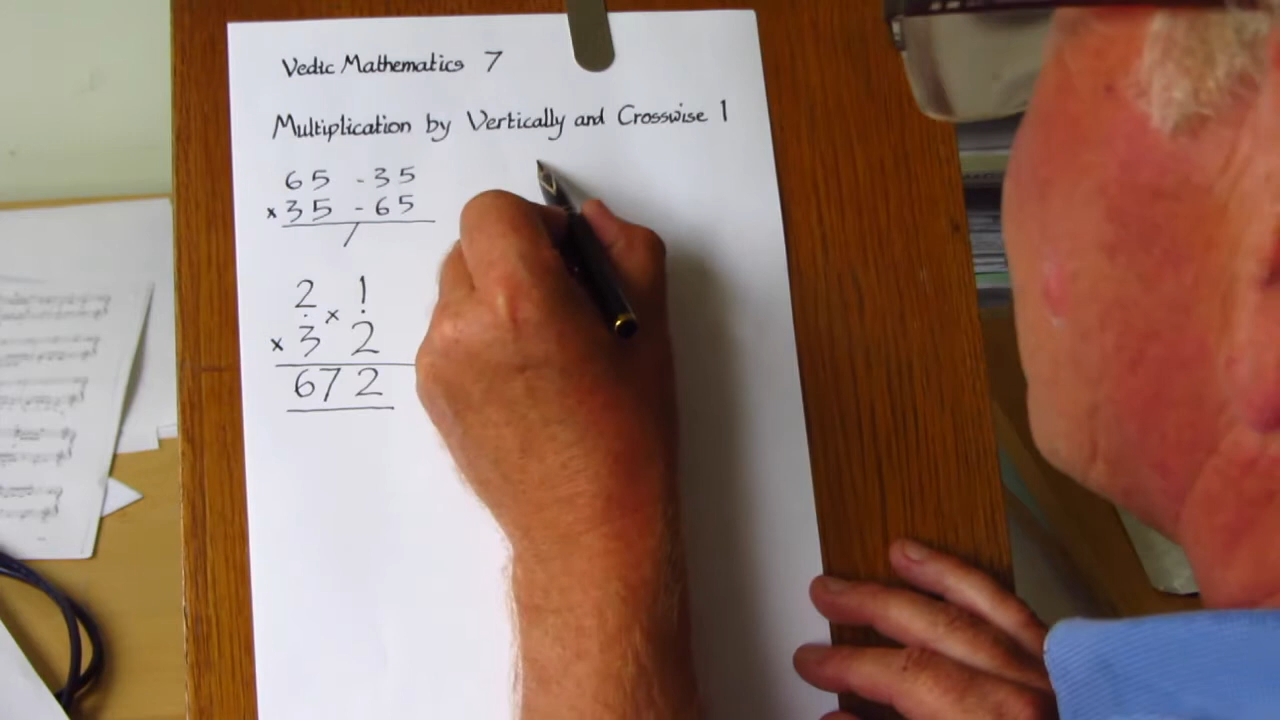 Vedic Mathematics 7
Multiplication by Vertically and Crosswise 1
65 - 35
x 35 - 65
/
2 x 1
x 3 2
672